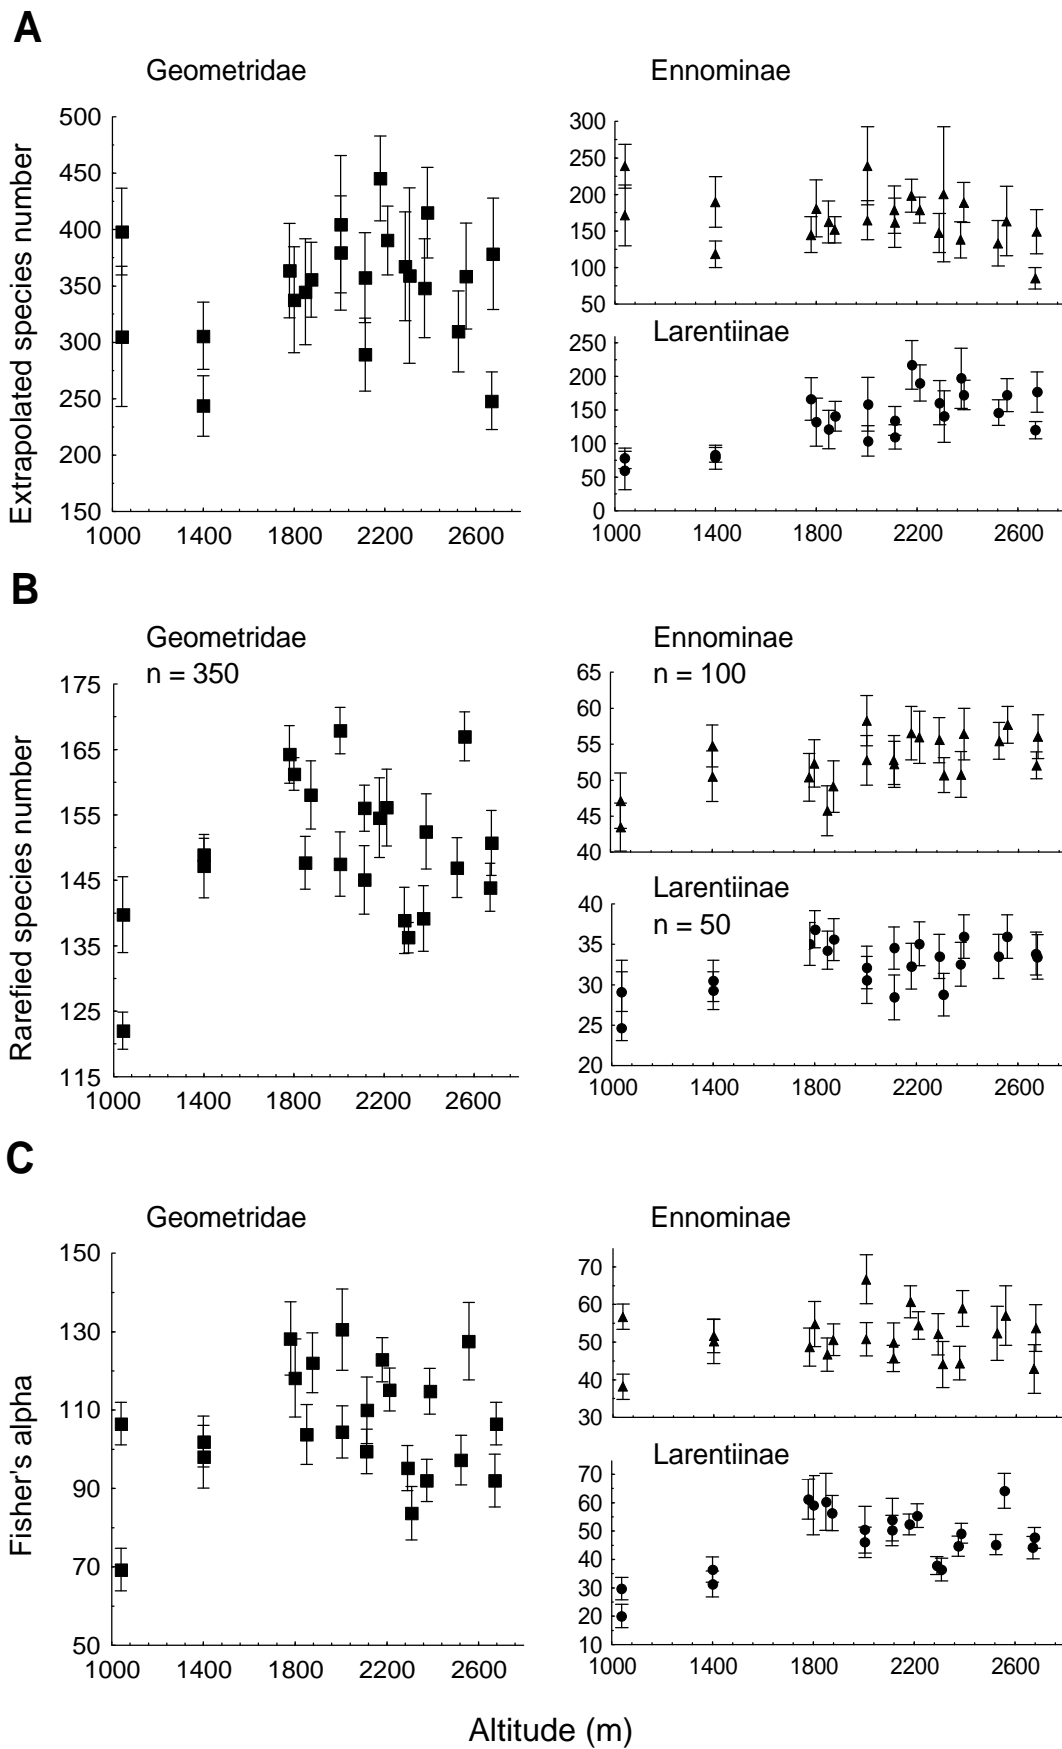 A
Geometridae
Ennominae
Extrapolated species number
500
450
400
350
300
250
200
150
1000 1400 1800 2200 2600
300
250
200
150
100
50
Larentiinae
250
200
150
100
50
0
1000 1400 1800 2200 2600
B
Geometridae
n = 350
Ennominae
n = 100
Rarefied species number
175
165
155
145
135
125
115
1000 1400 1800 2200 2600
65
60
55
50
45
40
Larentiinae
n = 50
40
35
30
25
20
1000 1400 1800 2200 2600
C
Geometridae
Ennominae
Fisher's alpha
150
130
110
90
70
50
1000 1400 1800 2200 2600
70
60
50
40
30
Larentiinae
70
60
50
40
30
20
10
1000 1400 1800 2200 2600
Altitude (m)